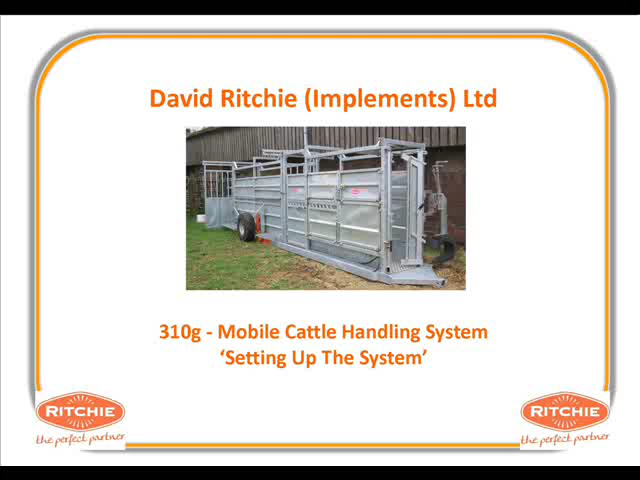 David Ritchie (Implements) Ltd
310g - Mobile Cattle Handling System
‘Setting Up The System’
RITCHIE
the perfect partner
RITCHIE
the perfect partner